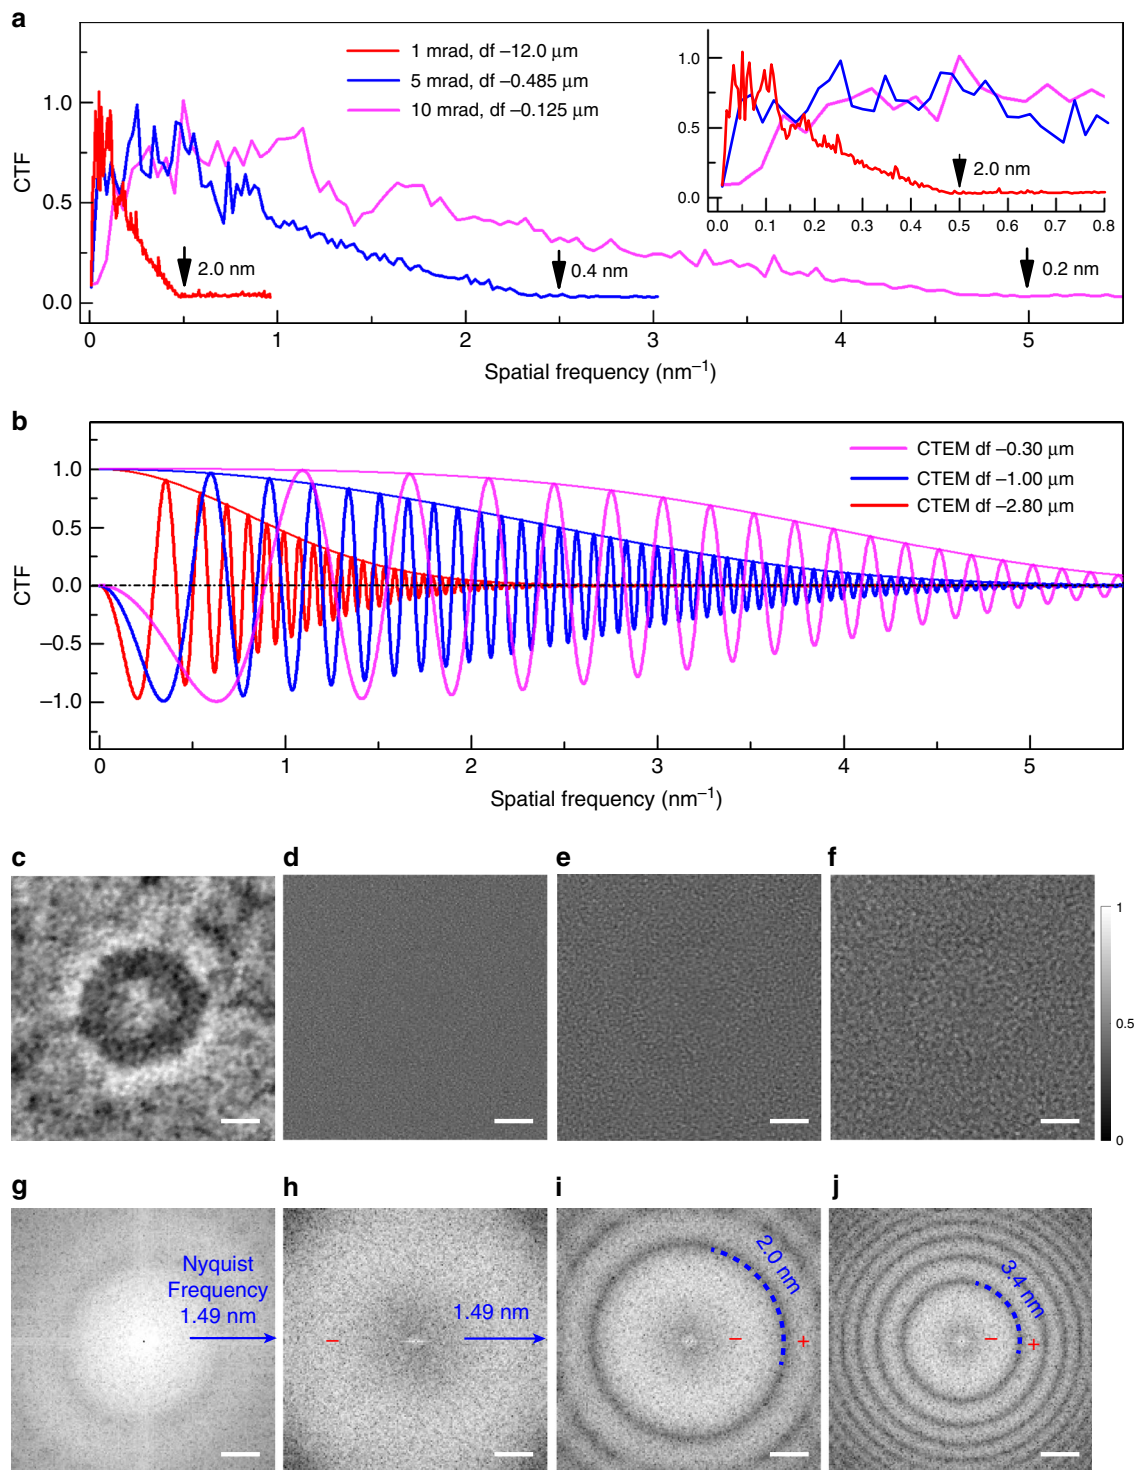 a
1 mrad, df –12.0 μm
5 mrad, df –0.485 μm
10 mrad, df –0.125 μm
CTF
1.0
0.5
0.0
2.0 nm
0.4 nm
0.2 nm
0
1
2
3
4
5
Spatial frequency (nm–1)
1.0
0.5
0.0
2.0 nm
0.0
0.1
0.2
0.3
0.4
0.5
0.6
0.7
0.8
b
CTEM df –0.30 μm
CTEM df –1.00 μm
CTEM df –2.80 μm
CTF
1.0
0.5
0.0
–0.5
–1.0
0
1
2
3
4
5
Spatial frequency (nm–1)
c
d
e
f
1
0.5
0
g
Nyquist
Frequency
1.49 nm
h
1.49 nm
–
i
2.0 nm
–
+
j
3.4 nm
–
+